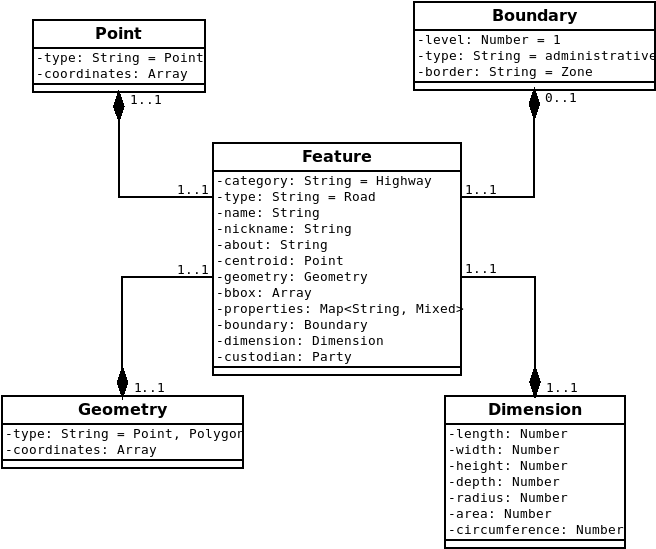 Point
-type: String = Point
-coordinates: Array
1..1
Boundary
-level: Number = 1
-type: String = administrative
-border: String = Zone
0..1
Feature
-category: String = Highway
-type: String = Road
-name: String
-nickname: String
-about: String
-centroid: Point
-geometry: Geometry
-bbox: Array
-properties: Map<String, Mixed>
-boundary: Boundary
-dimension: Dimension
-custodian: Party
1..1
1..1
1..1
1..1
1..1
Geometry
-type: String = Point, Polygon
-coordinates: Array
1..1
Dimension
-length: Number
-width: Number
-height: Number
-depth: Number
-radius: Number
-area: Number
-circumference: Number